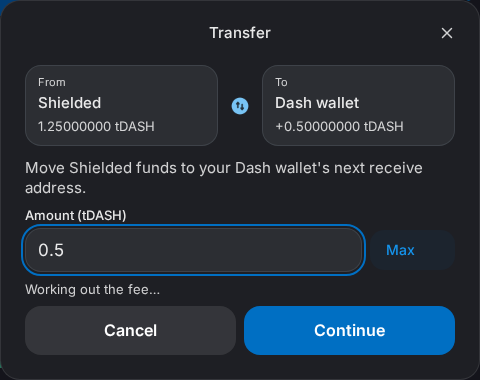 Transfer
From
Shielded
1.25000000 tDASH
To
Dash wallet
+0.50000000 tDASH
Move Shielded funds to your Dash wallet's next receive
address.
Amount (tDASH)
0.5
Max
Working out the fee...
Cancel
Continue